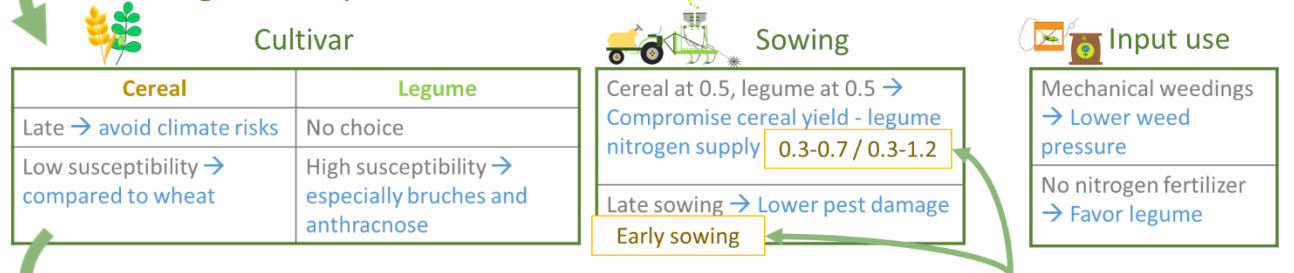 Cultivar
Cereal
Legume
Late → avoid climate risks
No choice
Low susceptibility →
compared to wheat
High susceptibility →
especially bruches and
anthracnose
Sowing
Cereal at 0.5, legume at 0.5 →
Compromise cereal yield - legume
nitrogen supply
0.3-0.7 / 0.3-1.2
Late sowing → Lower pest damage
Early sowing
Input use
Mechanical weedings
→ Lower weed
pressure
No nitrogen fertilizer
→ Favor legume